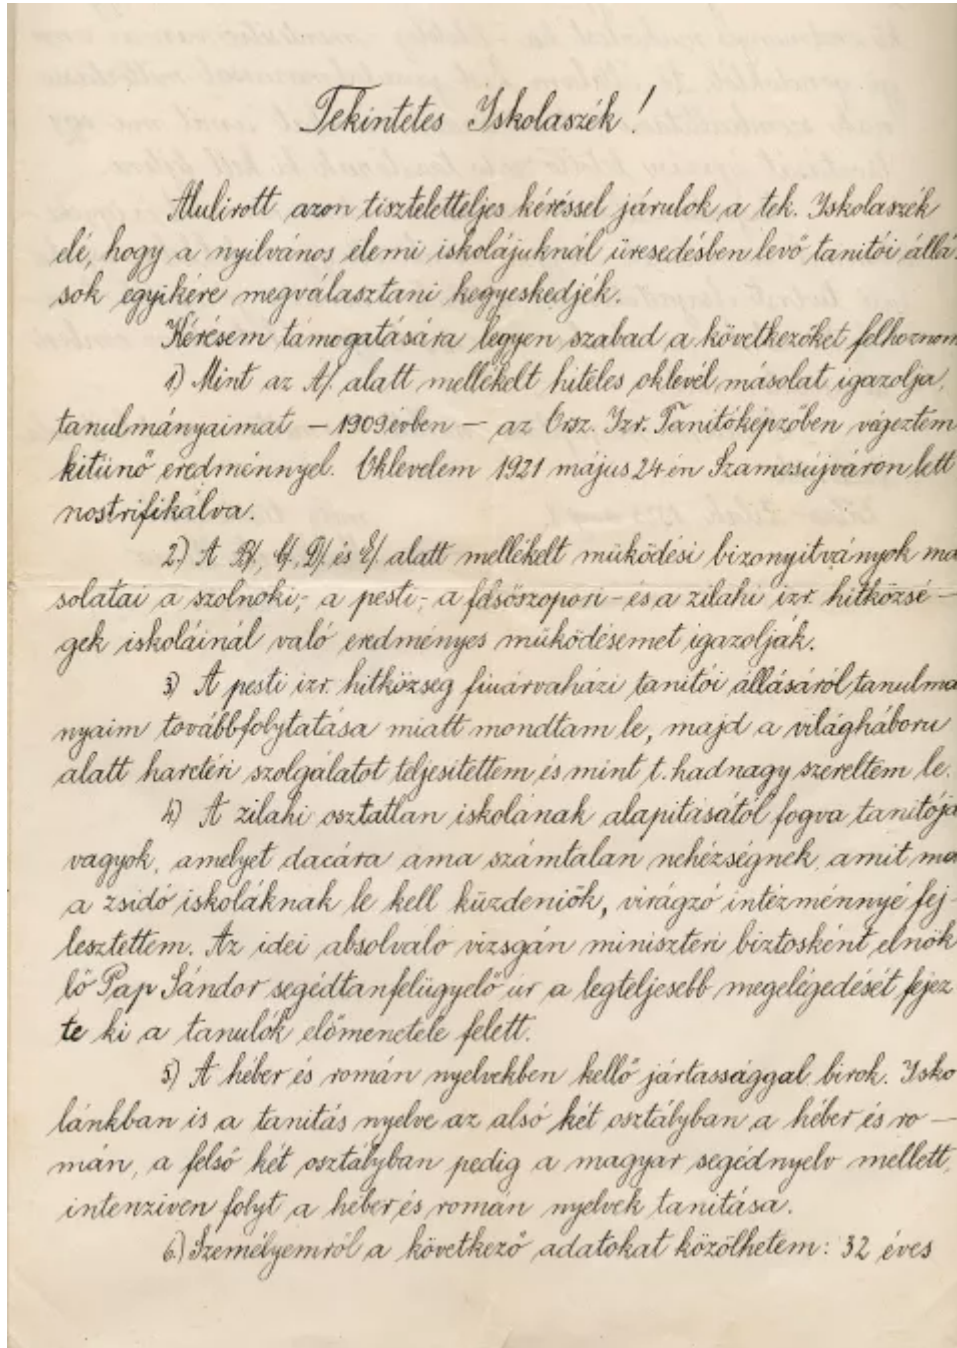 Tekintetes Iskolaszék!
Alulirott azon tiszteletteljes kéréssel járulok a tek. Iskolaszék
elé, hogy a nyilvános elemi iskolájuknál üresedésben levő tanitói állá-
sok egyikére megválasztani kegyeskedjék.
Kérésem támogatására legyen szabad a következőket felhoznom
1) Mint az A/. alatt mellékelt hiteles oklevél másolat igazolja,
tanulmányaimat – 1909. évben – az Orsz. Izr. Tanitóképzőben végeztem
kitünő eredménnyel. Oklevelem 1921 május 24-én Szamosújváron lett
nostrifikálva.
2.) A B/., C/., D/. és E/. alatt mellékelt müködési bizonyitványok má
solatai a szolnoki,- a pesti,- a felsőszopori- és a zilahi izr. hitközsé-
gek iskoláinál való eredményes müködésemet igazolják.
3) A pesti izr. hitközség fiuárvaházi tanitói állásáról tanulmá
nyaim továbbfolytatása miatt mondtam le, majd a világháboru
alatt harctéri szolgálatot teljesitettem és mint t. hadnagy szereltem le.
4) A zilahi osztatlan iskolának alapitásától fogva tanitója
vagyok, amelyet dacára ama számtalan nehézségnek, amit ma
a zsidó iskoláknak le kell küzdeniök, virágzó intézménnyé fej-
lesztettem. Az idei absolváló vizsgán miniszteri biztosként elnök
lő Pap Sándor segédtanfelügyelő úr a legteljesebb megelégedését fejez
te ki a tanulók előmenetele felett.
5) A héber és román nyelvekben kellő jártassággal birok. Isko
lánkban is a tanitás nyelve az alsó két osztályban a héber és ro-
mán, a felső két osztályban pedig a magyar segédnyelv mellett,
intenziven folyt a héber és román nyelvek tanitása.
6.) Személyemről a következő adatokat közölhetem: 32 éves